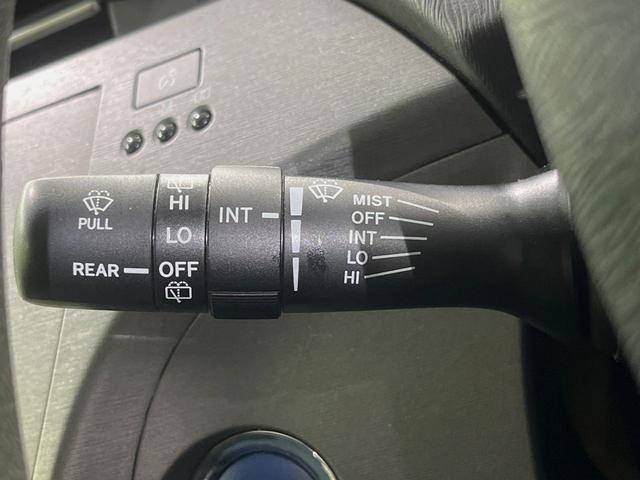 PULL
REAR
HI
LO
OFF
INT
MIST
OFF
INT
LO
HI